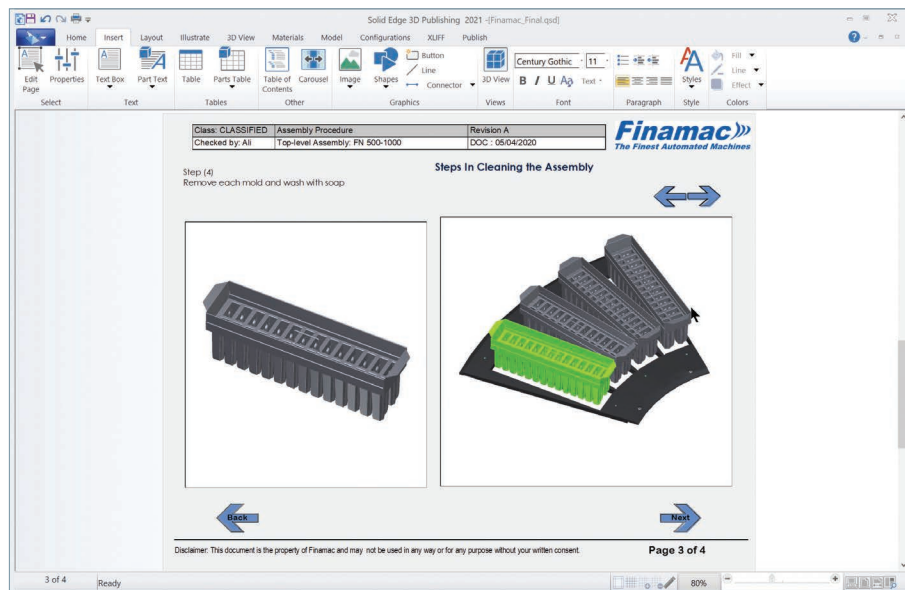 Solid Edge 3D Publishing 2021 -[Finamac_Final.qsd]
Home Insert Layout Illustrate 3D View Materials Model Configurations XLIFF Publish
Edit Page
Properties
Text Box
Part Text
Table
Parts Table
Table of Contents
Carousel
Image
Shapes
Button
Line
Connector
3D View
Century Gothic 11
B I U Text
Styles
Fill
Line
Effect
Select Text Tables Other Graphics Views Font Paragraph Style Colors
Class: CLASSIFIED Assembly Procedure Revision A
Checked by: Ali Top-level Assembly: FN 500-1000 DOC : 05/04/2020
Finamac
The Finest Automated Machines
Steps In Cleaning the Assembly
Step (4)
Remove each mold and wash with soap
Back
Next
Disclaimer: This document is the property of Finamac and may not be used in any way or for any purpose without your written consent.
Page 3 of 4
3 of 4 Ready 80%